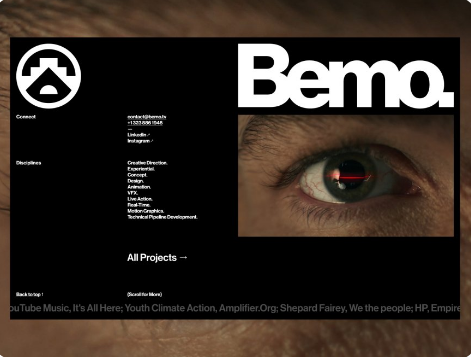 Bemo.
Connect
contact@bemo.tv
+1 323 886 1948
LinkedIn ↗
Instagram ↗
Disciplines
Creative Direction.
Experiential.
Concept.
Design.
Animation.
VFX.
Live Action.
Real-Time.
Motion Graphics.
Technical Pipeline Development.
All Projects →
Back to top ↑
(Scroll for More)
ouTube Music, It's All Here; Youth Climate Action, Amplifier.Org; Shepard Fairey, We the people; HP, Empire